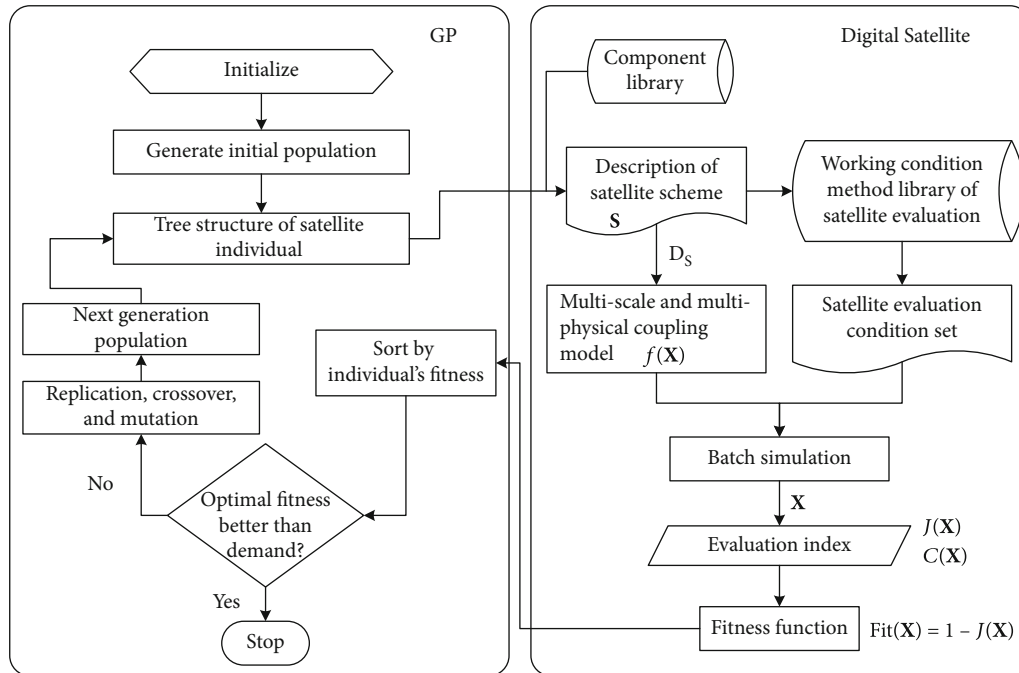 GP
Initialize
Generate initial population
Tree structure of satellite
individual
Next generation
population
Replication, crossover,
and mutation
No
Sort by
individual's fitness
Optimal fitness
better than
demand?
Yes
Stop
Digital Satellite
Component
library
Description of
satellite scheme
S
Working condition
method library of
satellite evaluation
D_S
Multi-scale and multi-
physical coupling
model f(X)
Satellite evaluation
condition set
Batch simulation
X
Evaluation index
J(X)
C(X)
Fitness function
Fit(X) = 1 – J(X)